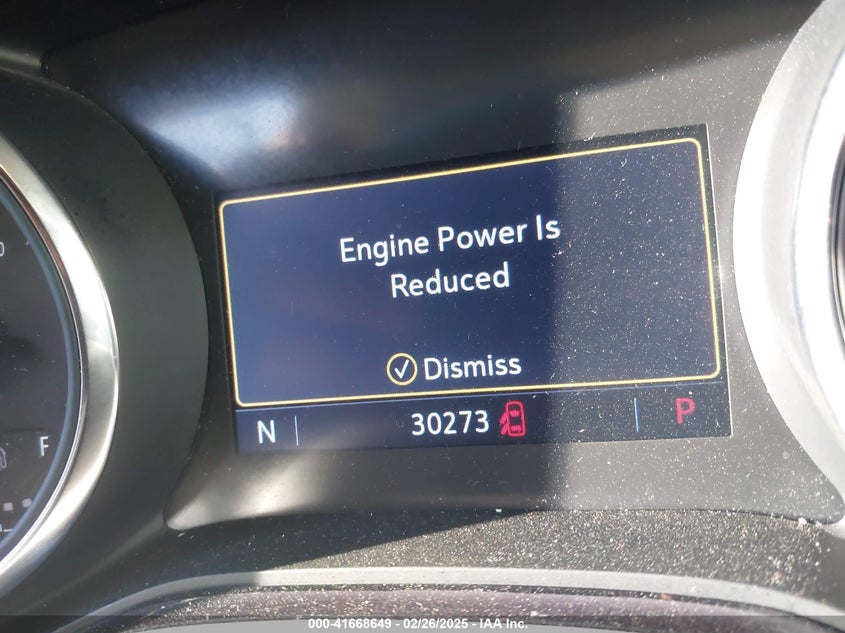 Engine Power Is
Reduced
Dismiss
N 30273 P
F
000-41668649 – 02/26/2025 – IAA Inc.